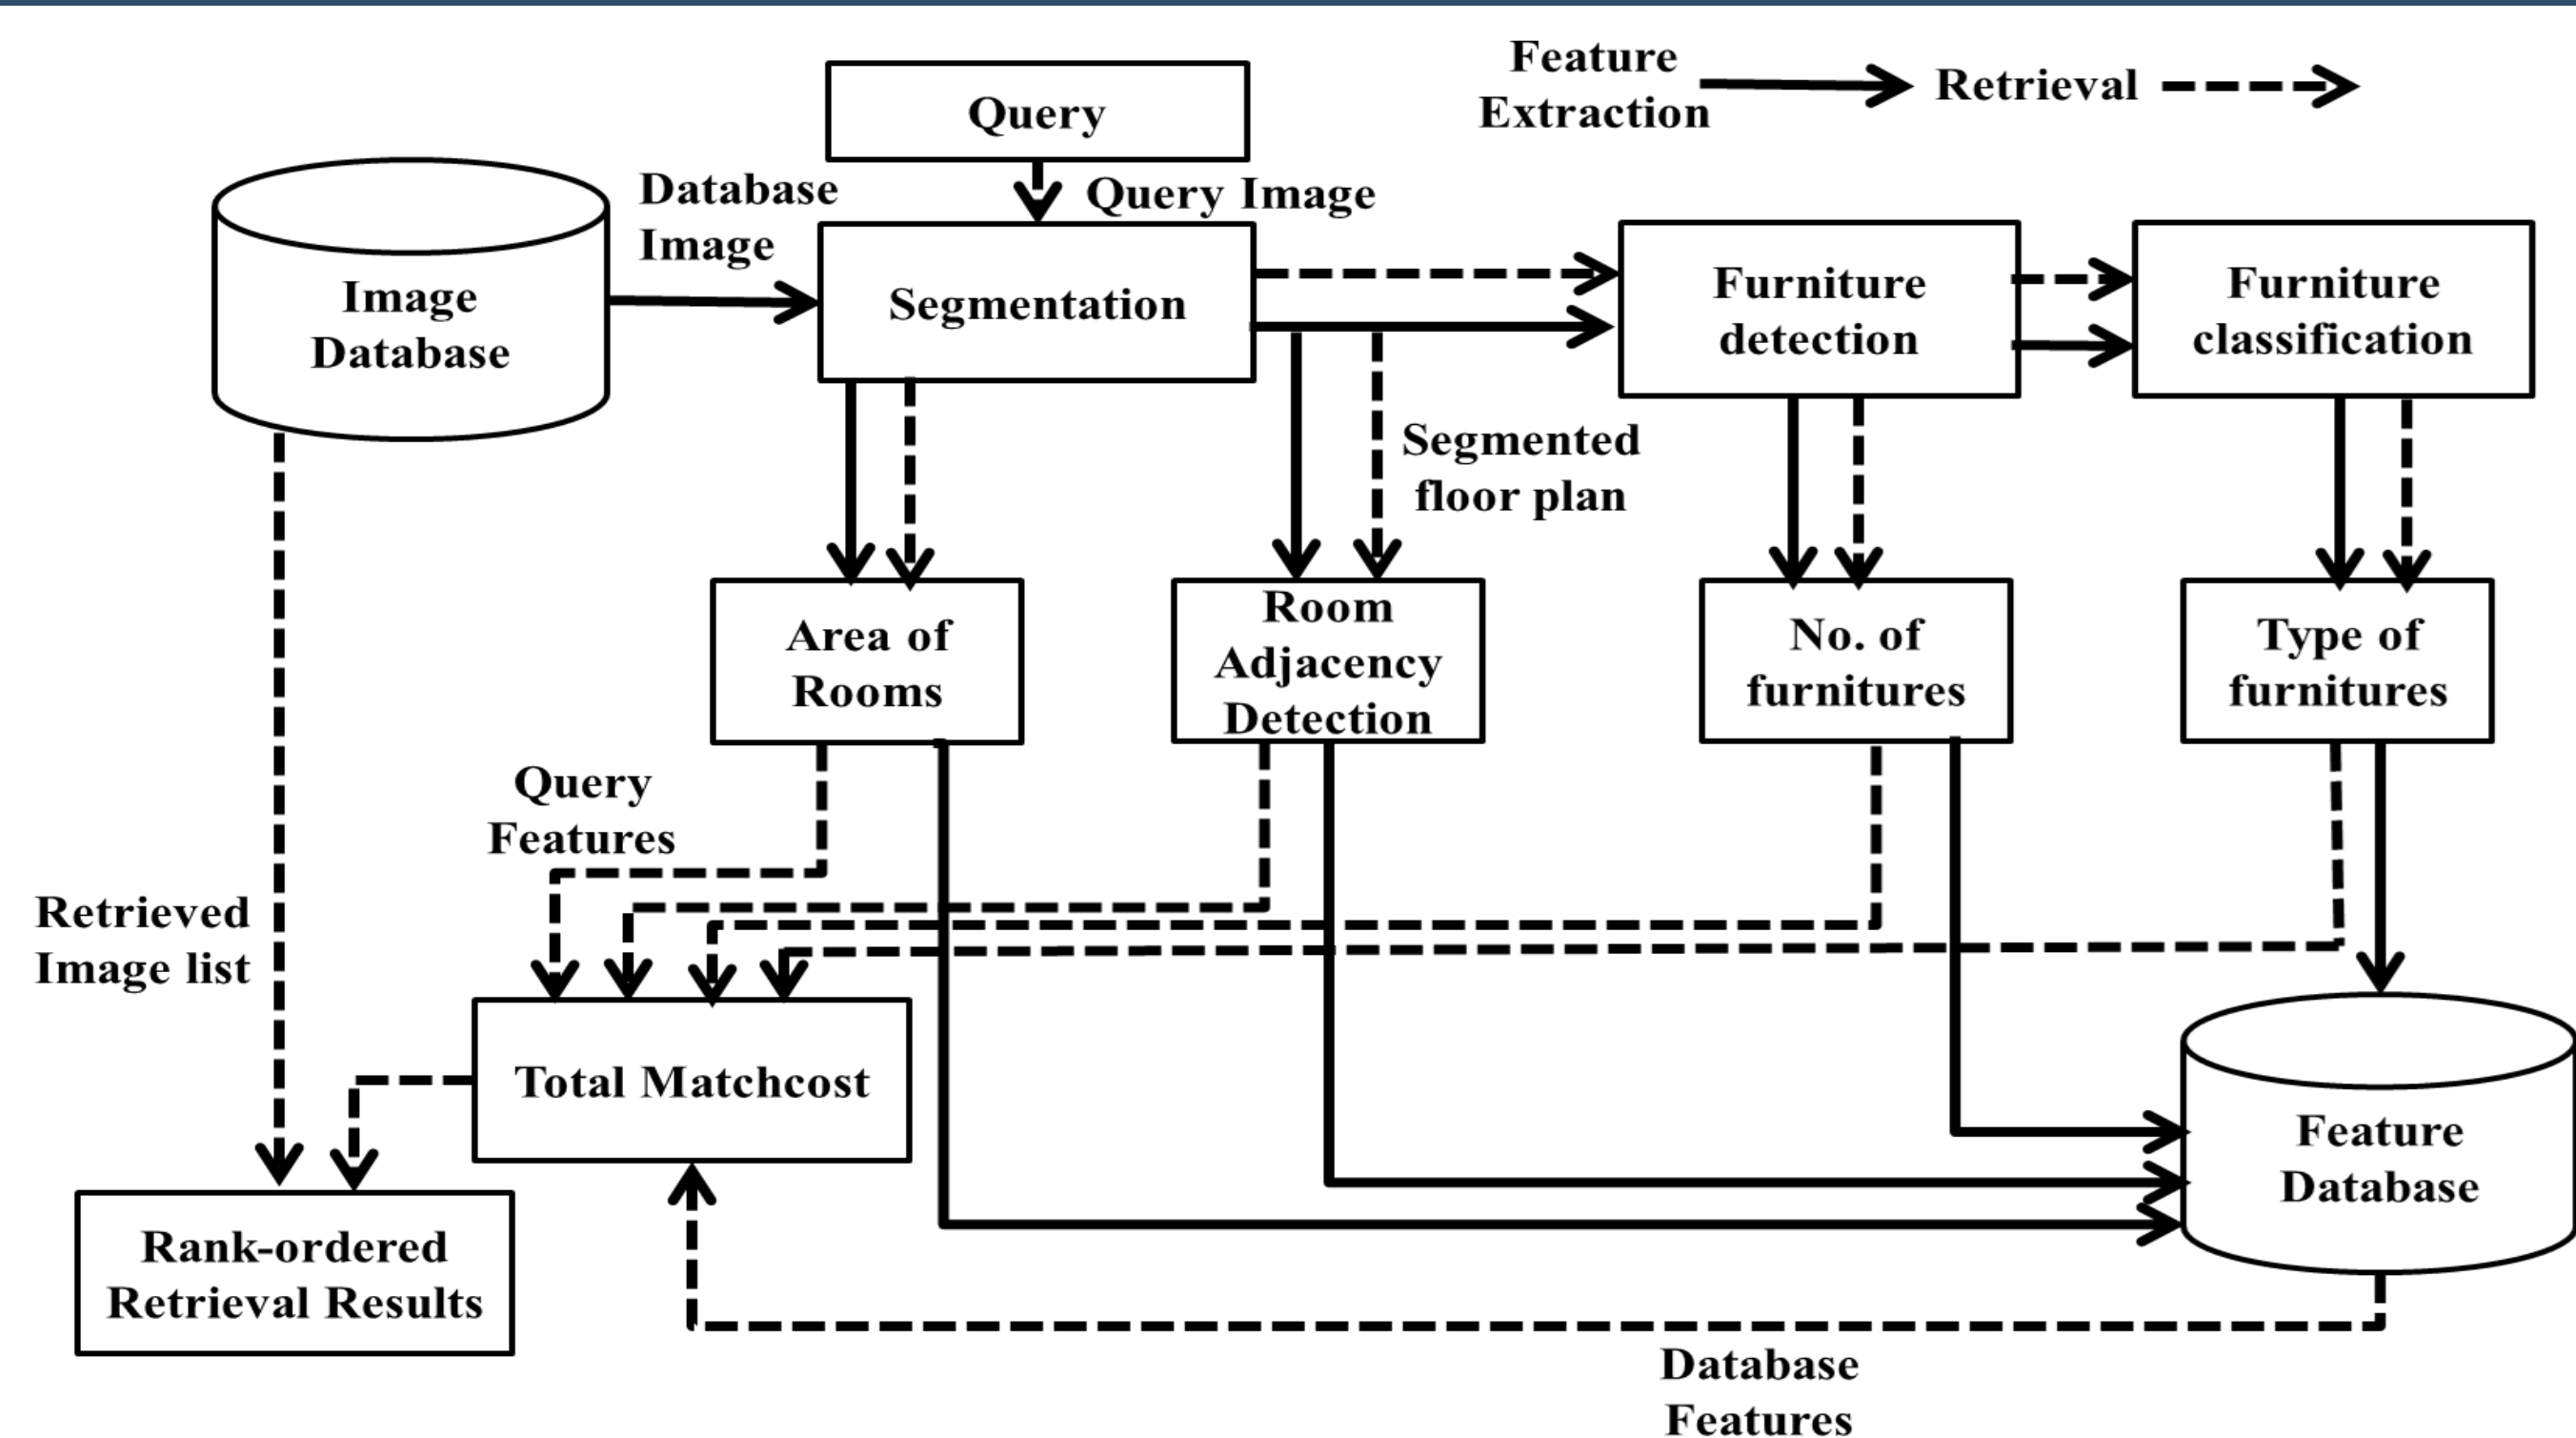 Feature
Extraction
Retrieval
Query
Database
Image
Query Image
Image
Database
Segmentation
Furniture
detection
Furniture
classification
Segmented
floor plan
Area of
Rooms
Room
Adjacency
Detection
No. of
furnitures
Type of
furnitures
Query
Features
Retrieved
Image list
Total Matchcost
Feature
Database
Rank-ordered
Retrieval Results
Database
Features